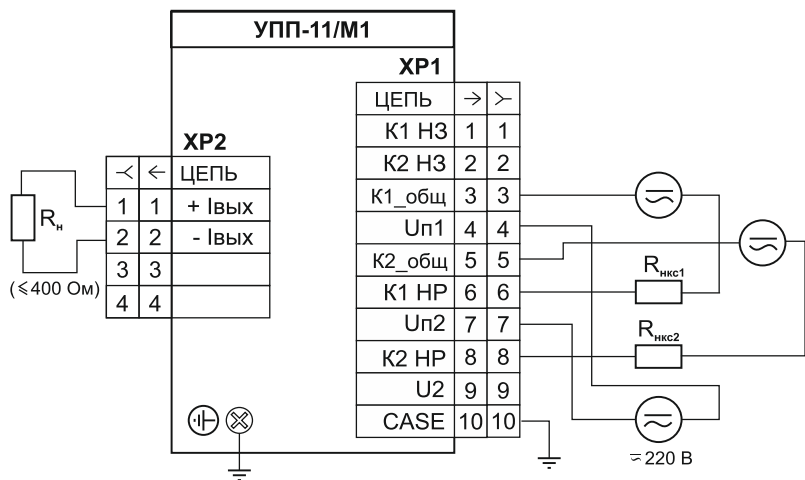 УПП-11/М1
XP1
ЦЕПЬ
К1 НЗ 1 1
К2 НЗ 2 2
К1_общ 3 3
Uп1 4 4
К2_общ 5 5
К1 НР 6 6
Uп2 7 7
К2 НР 8 8
U2 9 9
CASE 10 10
XP2
ЦЕПЬ
1 1 + Iвых
2 2 - Iвых
3 3
4 4
Rн
(≤400 Ом)
Rнкс1
Rнкс2
≂220 В